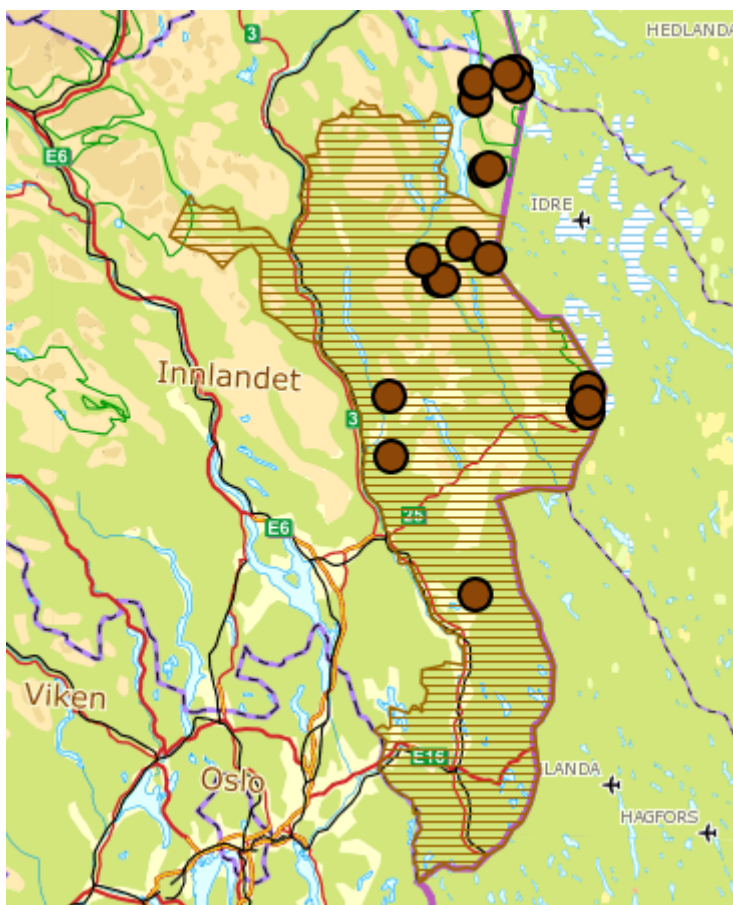 HEDLANDA
3
E6
IDRE
Innlandet
3
25
E6
Viken
E16
LANDA
Oslo
HAGFORS